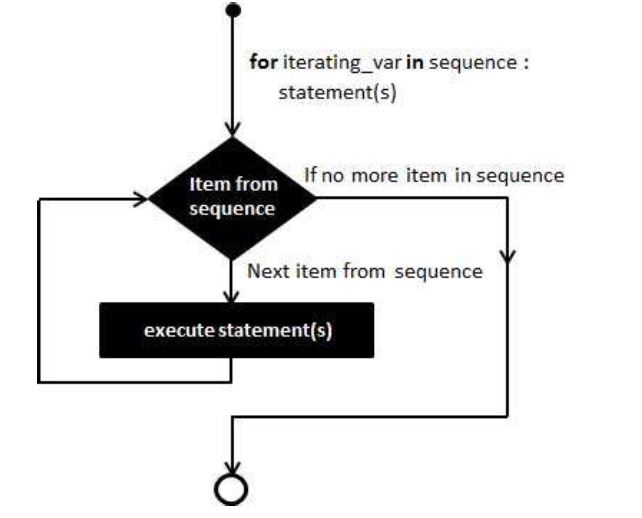 for iterating_var in sequence :
statement(s)
If no more item in sequence
Item from
sequence
Next item from sequence
execute statement(s)